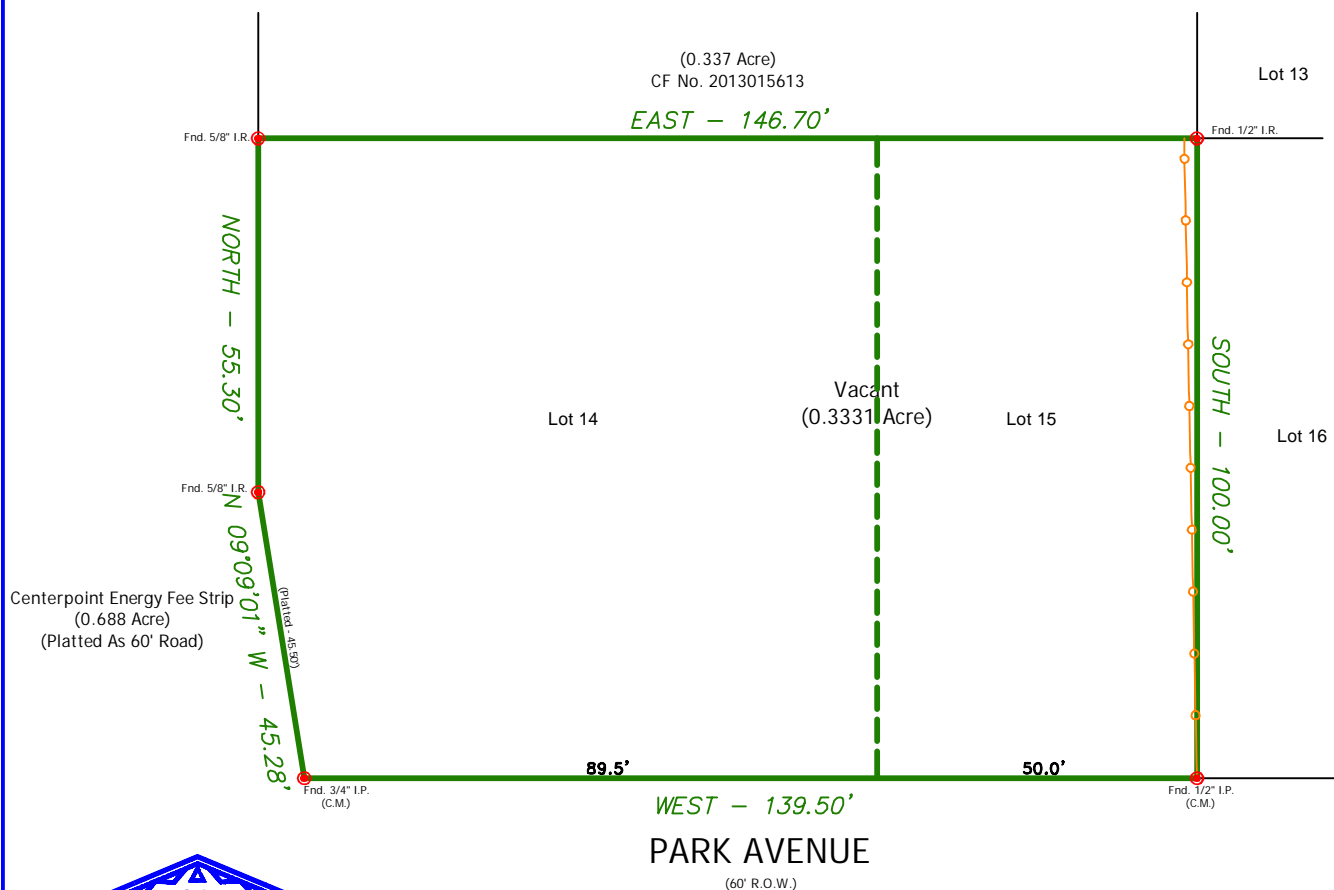 (0.337 Acre)
CF No. 2013015613
Lot 13
EAST – 146.70'
Fnd. 5/8" I.R.
Fnd. 1/2" I.R.
NORTH – 55.30'
SOUTH – 100.00'
Vacant
(0.3331 Acre)
Lot 14
Lot 15
Lot 16
Fnd. 5/8" I.R.
N 09°09'01" W – 45.28'
(Platted - 45.50')
Centerpoint Energy Fee Strip
(0.688 Acre)
(Platted As 60' Road)
89.5'
50.0'
Fnd. 3/4" I.P.
(C.M.)
WEST – 139.50'
Fnd. 1/2" I.P.
(C.M.)
PARK AVENUE
(60' R.O.W.)